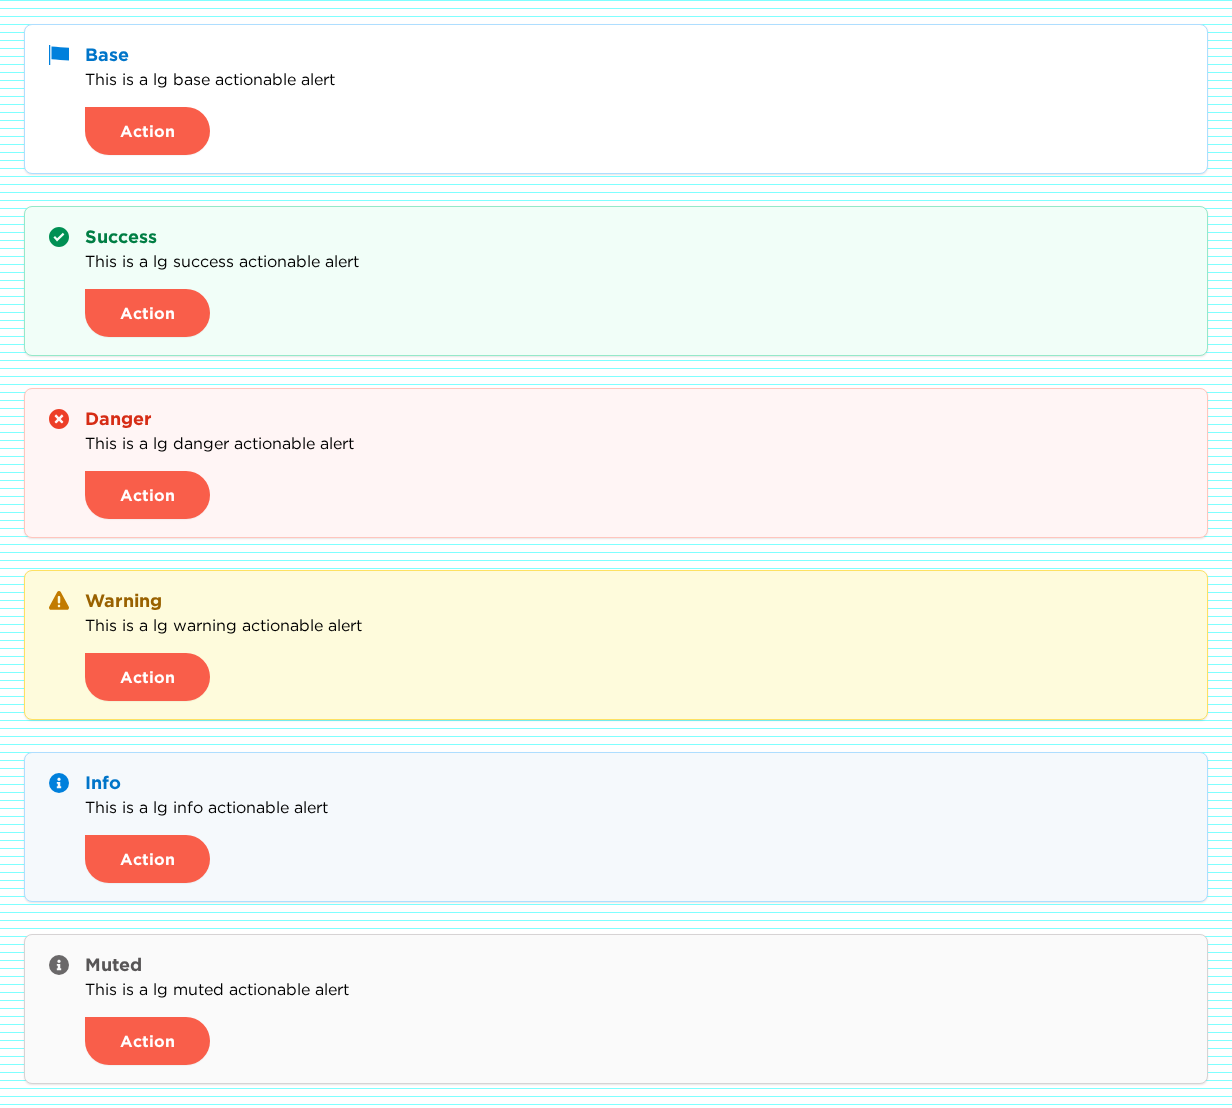 Base
This is a lg base actionable alert
Action
Success
This is a lg success actionable alert
Action
Danger
This is a lg danger actionable alert
Action
Warning
This is a lg warning actionable alert
Action
Info
This is a lg info actionable alert
Action
Muted
This is a lg muted actionable alert
Action